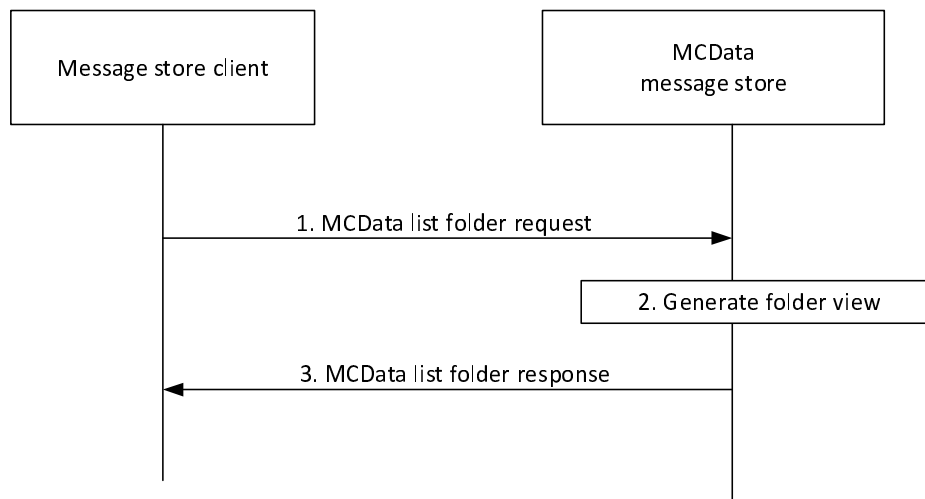 Message store client
MCData
message store
1. MCData list folder request
2. Generate folder view
3. MCData list folder response